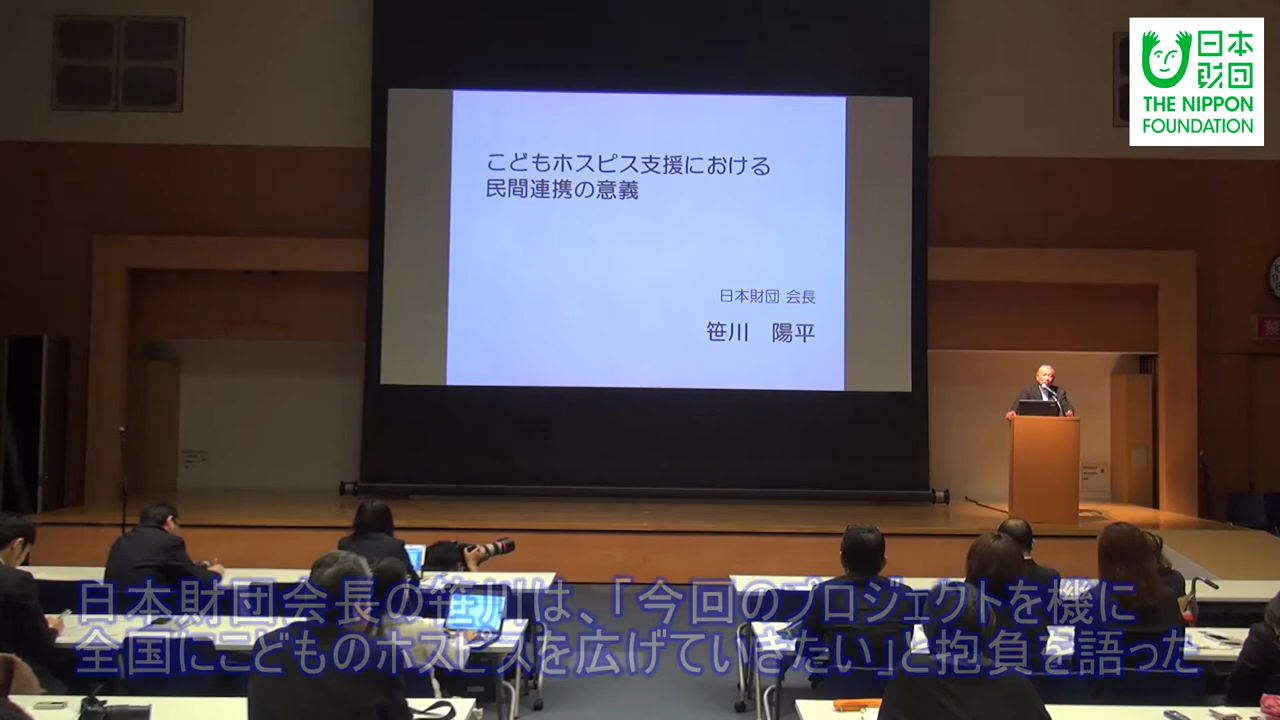 日本
財団
THE NIPPON
FOUNDATION
こどもホスピス支援における
民間連携の意義
日本財団 会長
笹川 陽平
日本財団会長の笹川は、「今回のプロジェクトを機に
全国にこどものホスピスを広げていきたい」と抱負を語った